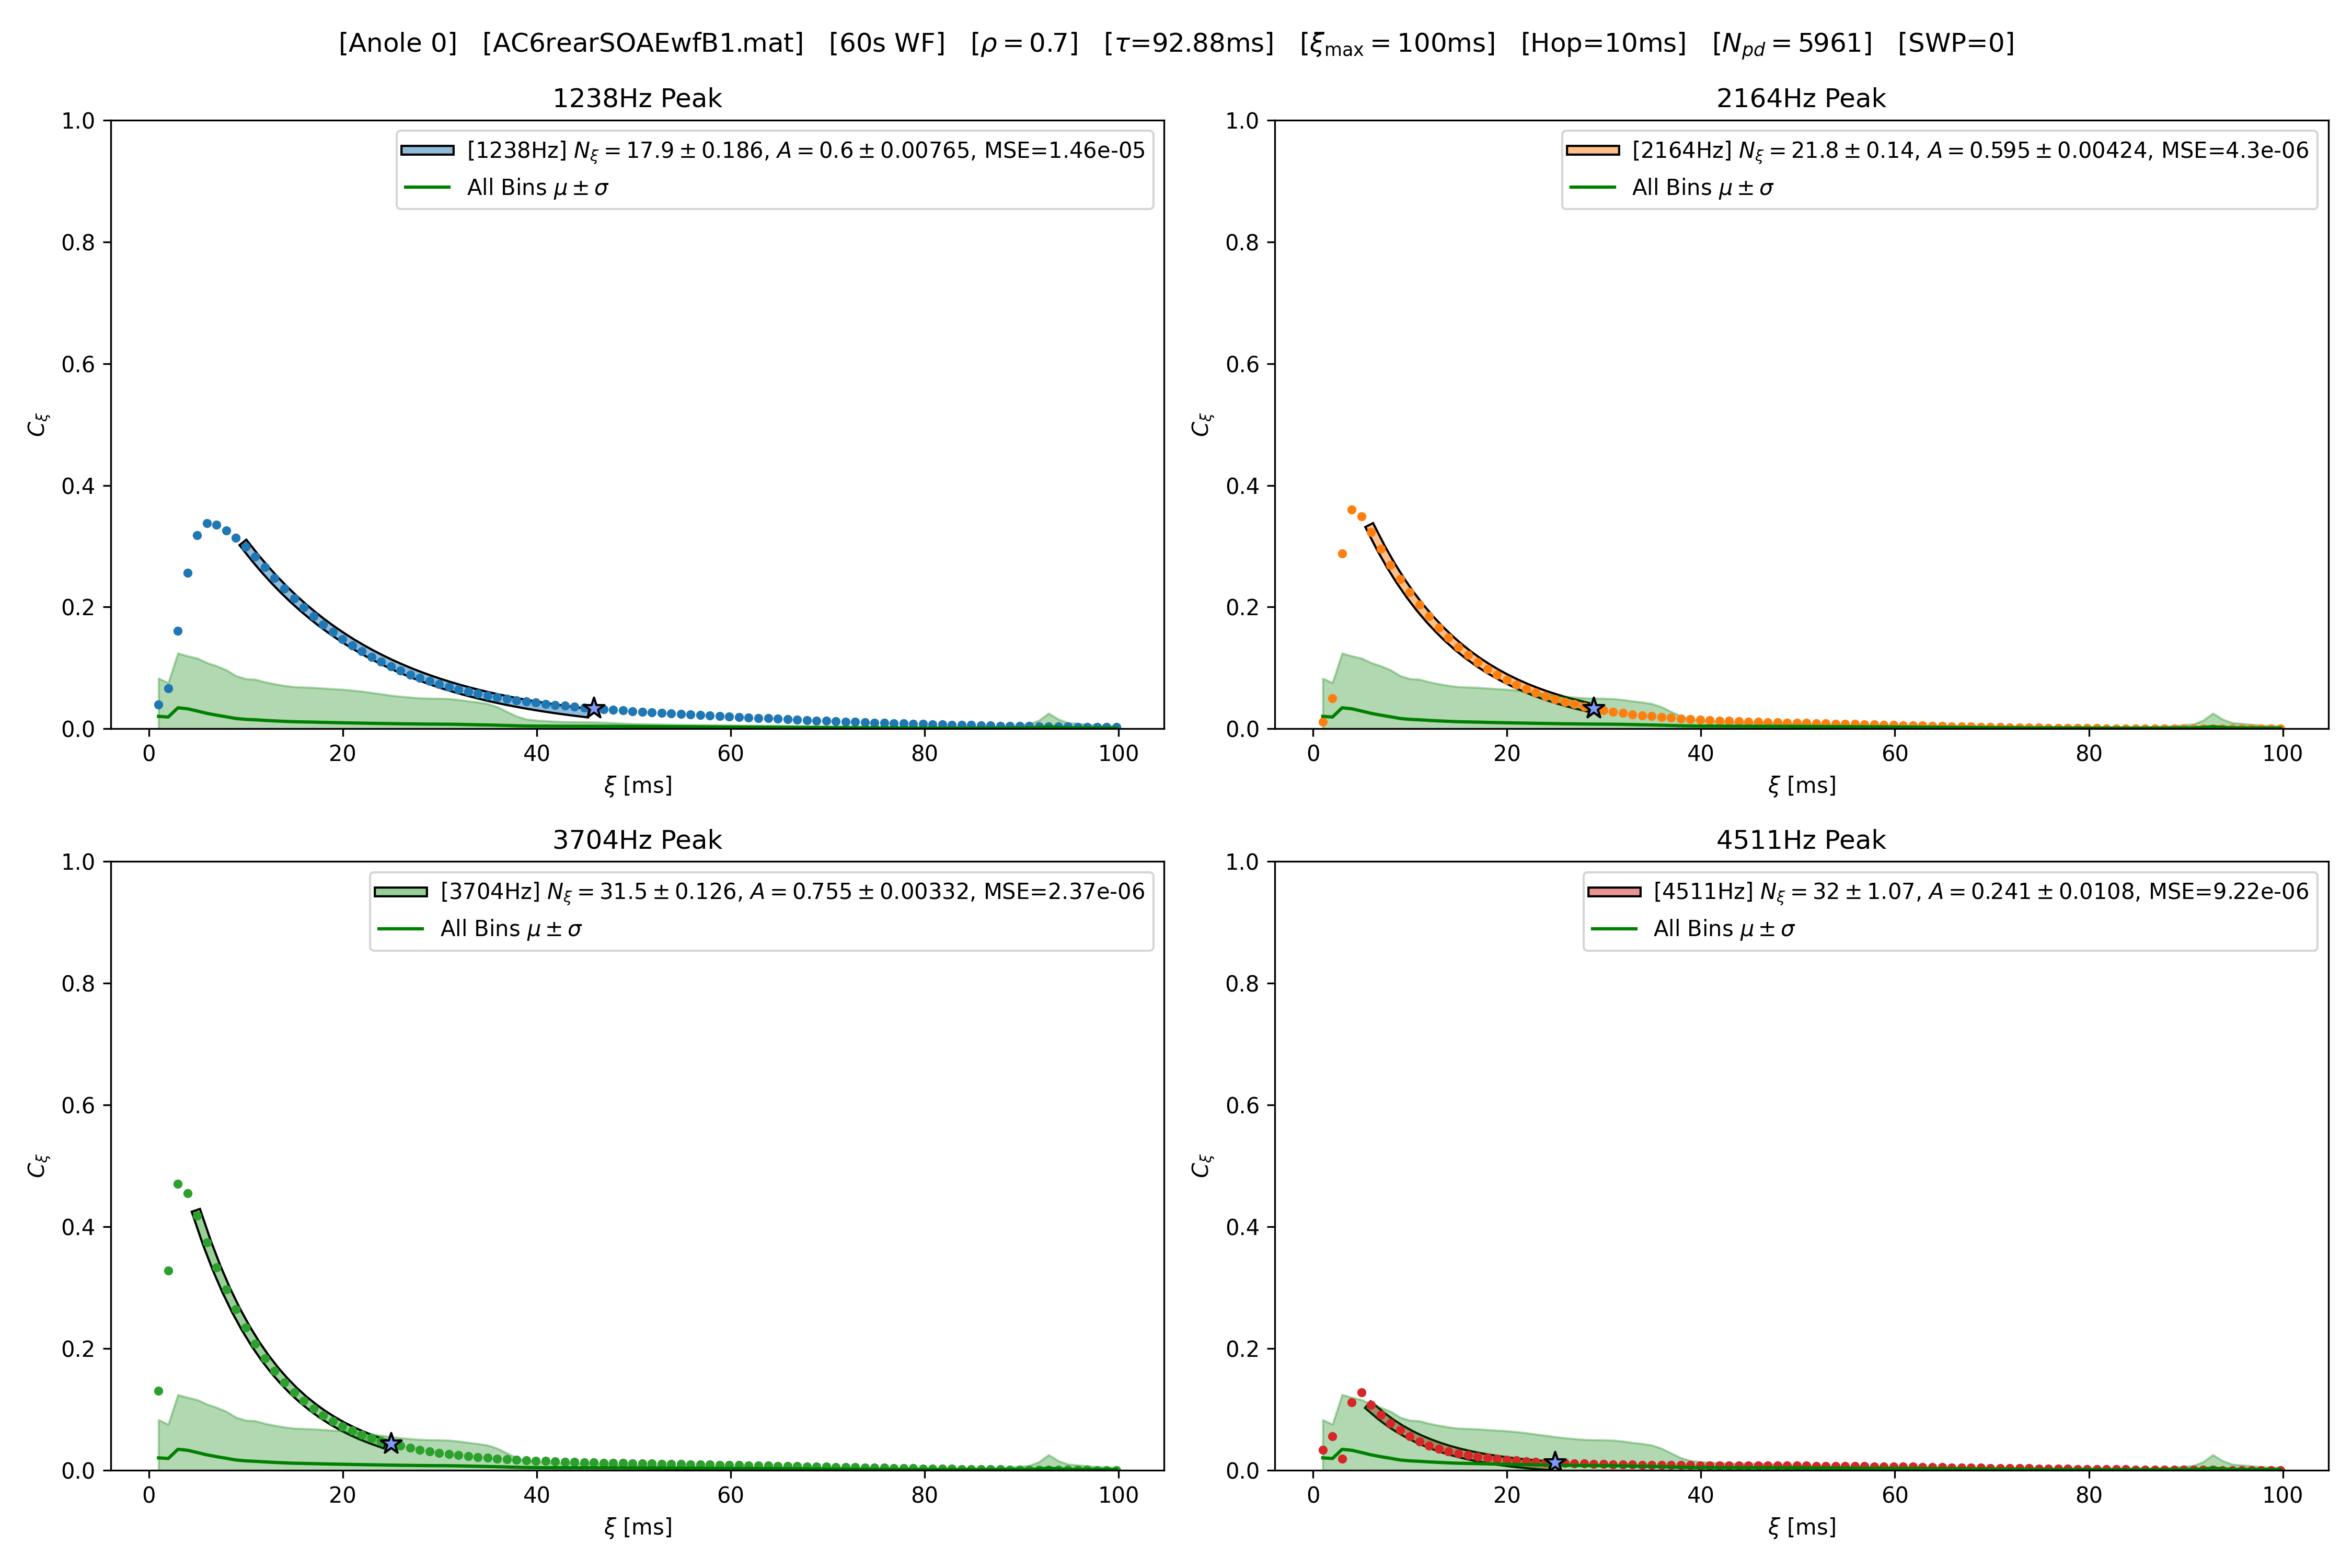 [Anole 0] [AC6rearSOAEwfB1.mat] [60s WF] [ρ = 0.7] [τ=92.88ms] [ξmax = 100ms] [Hop=10ms] [Npd = 5961] [SWP=0]
1238Hz Peak
[1238Hz] Nξ = 17.9 ± 0.186, A = 0.6 ± 0.00765, MSE=1.46e-05
All Bins μ ± σ
1.0
0.8
0.6
0.4
0.2
0.0
Cξ
0 20 40 60 80 100
ξ [ms]
2164Hz Peak
[2164Hz] Nξ = 21.8 ± 0.14, A = 0.595 ± 0.00424, MSE=4.3e-06
All Bins μ ± σ
1.0
0.8
0.6
0.4
0.2
0.0
Cξ
0 20 40 60 80 100
ξ [ms]
3704Hz Peak
[3704Hz] Nξ = 31.5 ± 0.126, A = 0.755 ± 0.00332, MSE=2.37e-06
All Bins μ ± σ
1.0
0.8
0.6
0.4
0.2
0.0
Cξ
0 20 40 60 80 100
ξ [ms]
4511Hz Peak
[4511Hz] Nξ = 32 ± 1.07, A = 0.241 ± 0.0108, MSE=9.22e-06
All Bins μ ± σ
1.0
0.8
0.6
0.4
0.2
0.0
Cξ
0 20 40 60 80 100
ξ [ms]